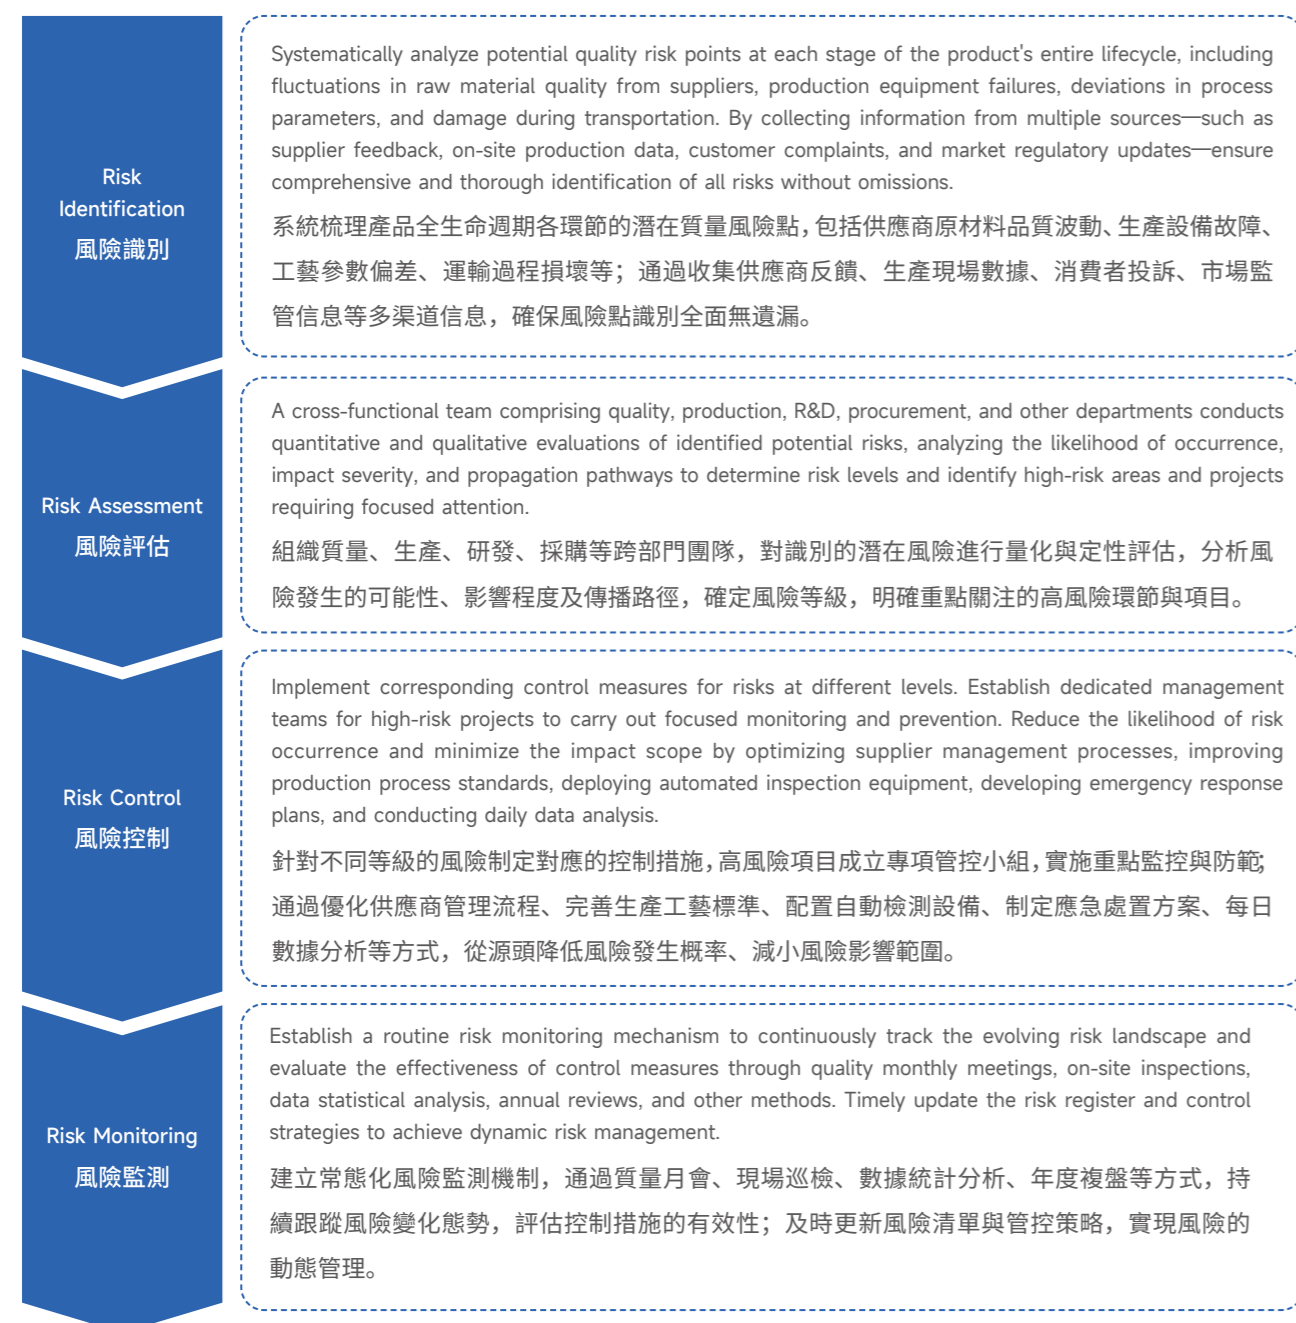 Risk
Identification
風險識別
Systematically analyze potential quality risk points at each stage of the product's entire lifecycle, including
fluctuations in raw material quality from suppliers, production equipment failures, deviations in process
parameters, and damage during transportation. By collecting information from multiple sources—such as
supplier feedback, on-site production data, customer complaints, and market regulatory updates—ensure
comprehensive and thorough identification of all risks without omissions.
系統梳理產品全生命週期各環節的潛在質量風險點，包括供應商原材料品質波動、生產設備故障、
工藝參數偏差、運輸過程損壞等；通過收集供應商反饋、生產現場數據、消費者投訴、市場監
管信息等多渠道信息，確保風險點識別全面無遺漏。
Risk Assessment
風險評估
A cross-functional team comprising quality, production, R&D, procurement, and other departments conducts
quantitative and qualitative evaluations of identified potential risks, analyzing the likelihood of occurrence,
impact severity, and propagation pathways to determine risk levels and identify high-risk areas and projects
requiring focused attention.
組織質量、生產、研發、採購等跨部門團隊，對識別的潛在風險進行量化與定性評估，分析風
險發生的可能性、影響程度及傳播路徑，確定風險等級，明確重點關注的高風險環節與項目。
Risk Control
風險控制
Implement corresponding control measures for risks at different levels. Establish dedicated management
teams for high-risk projects to carry out focused monitoring and prevention. Reduce the likelihood of risk
occurrence and minimize the impact scope by optimizing supplier management processes, improving
production process standards, deploying automated inspection equipment, developing emergency response
plans, and conducting daily data analysis.
針對不同等級的風險制定對應的控制措施，高風險項目成立專項管控小組，實施重點監控與防範；
通過優化供應商管理流程、完善生產工藝標準、配置自動檢測設備、制定應急處置方案、每日
數據分析等方式，從源頭降低風險發生概率、減小風險影響範圍。
Risk Monitoring
風險監測
Establish a routine risk monitoring mechanism to continuously track the evolving risk landscape and
evaluate the effectiveness of control measures through quality monthly meetings, on-site inspections,
data statistical analysis, annual reviews, and other methods. Timely update the risk register and control
strategies to achieve dynamic risk management.
建立常態化風險監測機制，通過質量月會、現場巡檢、數據統計分析、年度複盤等方式，持
續跟蹤風險變化態勢，評估控制措施的有效性；及時更新風險清單與管控策略，實現風險的
動態管理。